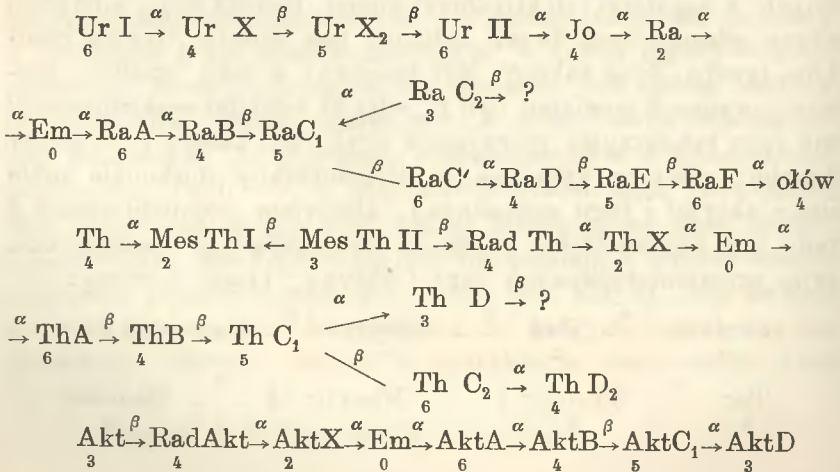 Ur I α→ Ur X β→ Ur X₂ β→ Ur II α→ Jo α→ Ra α→
6 4 5 6 4 2
α Ra C₂ β→ ?
3
α→ Em α→ RaA α→ RaB β→ RaC₁
0 6 4 5
β RaC' α→ RaD β→ RaE β→ RaF α→ ołów
6 4 5 6 4
Th α→ Mes Th I β← Mes Th II β→ Rad Th α→ Th X α→ Em α→
4 2 3 4 2 0
α Th D β→ ?
3
α→ ThA β→ ThB β→ Th C₁
6 4 5
β Th C₂ α→ Th D₂
6 4
Akt β→ RadAkt α→ AktX α→ Em α→ AktA α→ AktB β→ AktC₁ α→ AktD
3 4 2 0 6 4 5 3